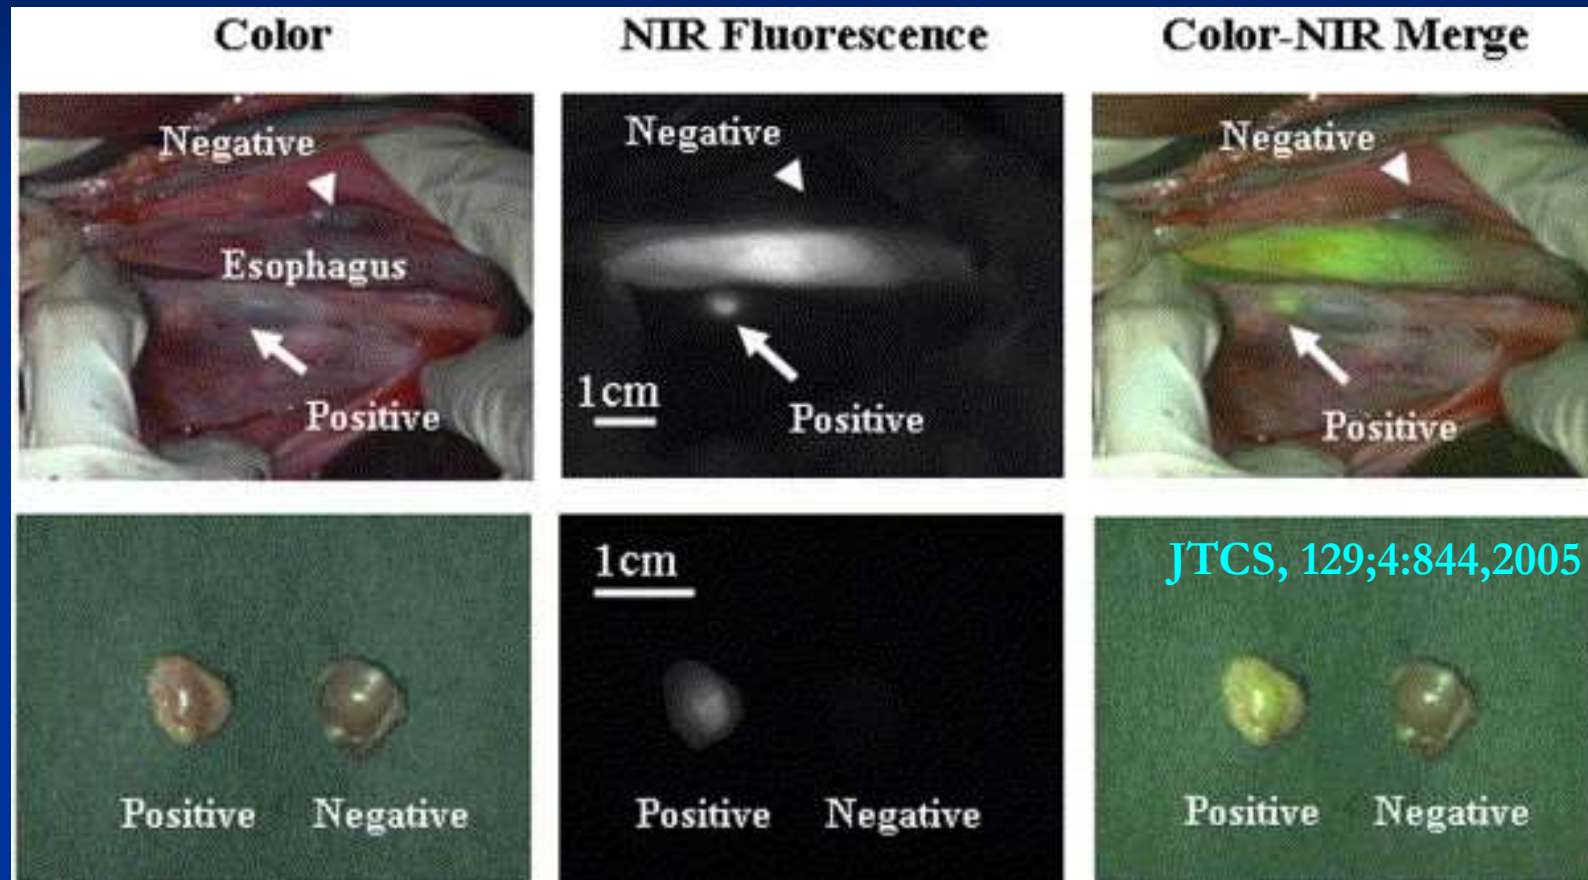 Color
NIR Fluorescence
Color-NIR Merge
Negative
Esophagus
Positive
Negative
1cm
Positive
Negative
Positive
Positive
Negative
1cm
Positive
Negative
JTCS, 129;4:844,2005
Positive
Negative